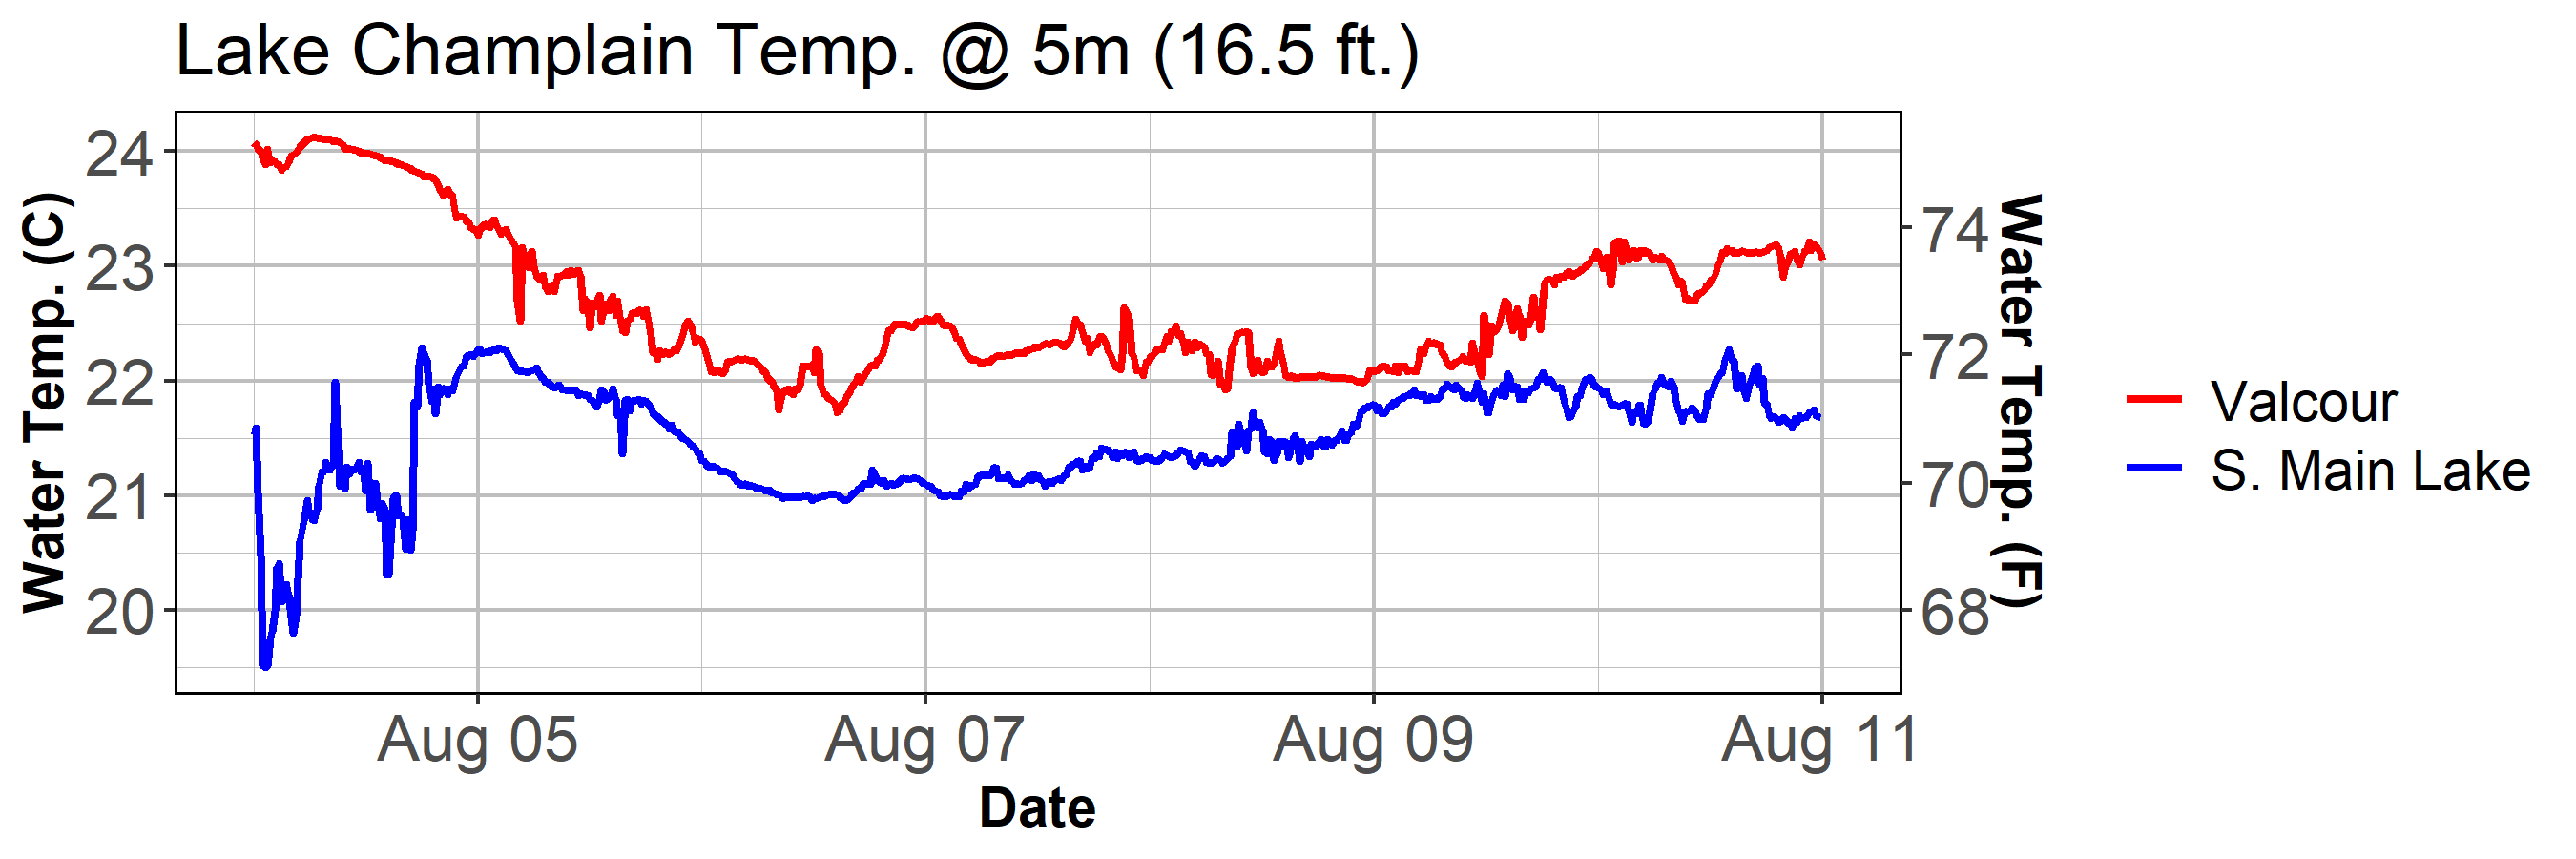 Lake Champlain Temp. @ 5m (16.5 ft.)
Water Temp. (C)
24
23
22
21
20
74
72
70
68
Water Temp. (F)
Aug 05
Aug 07
Aug 09
Aug 11
Date
Valcour
S. Main Lake